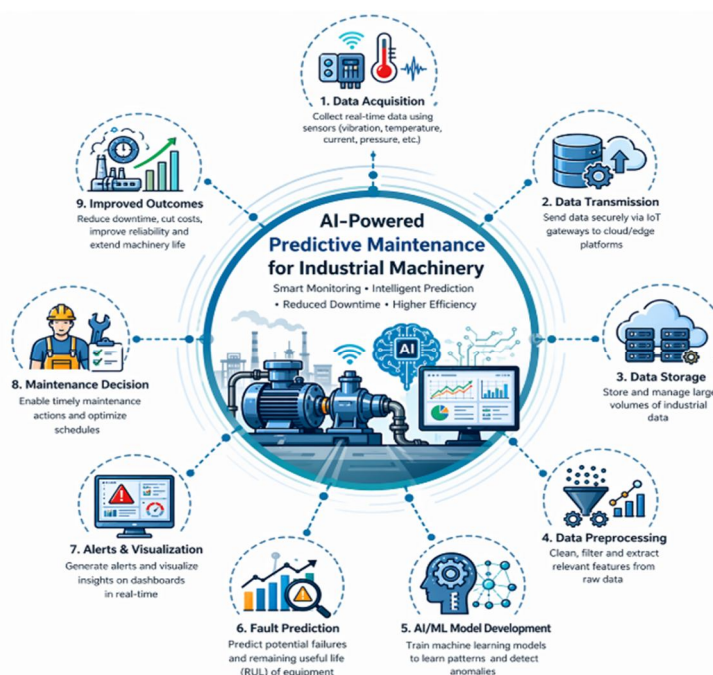 AI-Powered
Predictive Maintenance
for Industrial Machinery
Smart Monitoring • Intelligent Prediction
• Reduced Downtime • Higher Efficiency
AI
1. Data Acquisition
Collect real-time data using
sensors (vibration, temperature,
current, pressure, etc.)
2. Data Transmission
Send data securely via IoT
gateways to cloud/edge
platforms
3. Data Storage
Store and manage large
volumes of industrial
data
4. Data Preprocessing
Clean, filter and extract
relevant features from
raw data
5. AI/ML Model Development
Train machine learning models
to learn patterns and detect
anomalies
6. Fault Prediction
Predict potential failures
and remaining useful life
(RUL) of equipment
7. Alerts & Visualization
Generate alerts and visualize
insights on dashboards
in real-time
8. Maintenance Decision
Enable timely maintenance
actions and optimize
schedules
9. Improved Outcomes
Reduce downtime, cut costs,
improve reliability and
extend machinery life